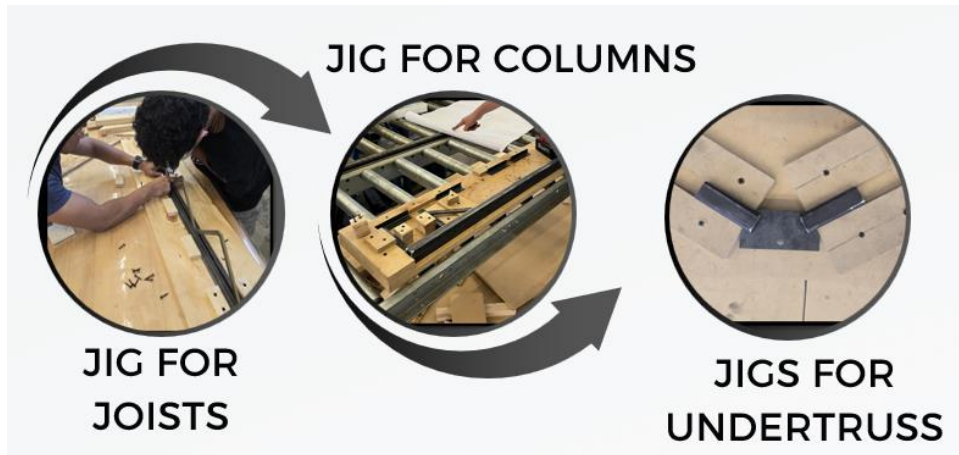 JIG FOR COLUMNS
JIG FOR
JOISTS
JIGS FOR
UNDERTRUSS